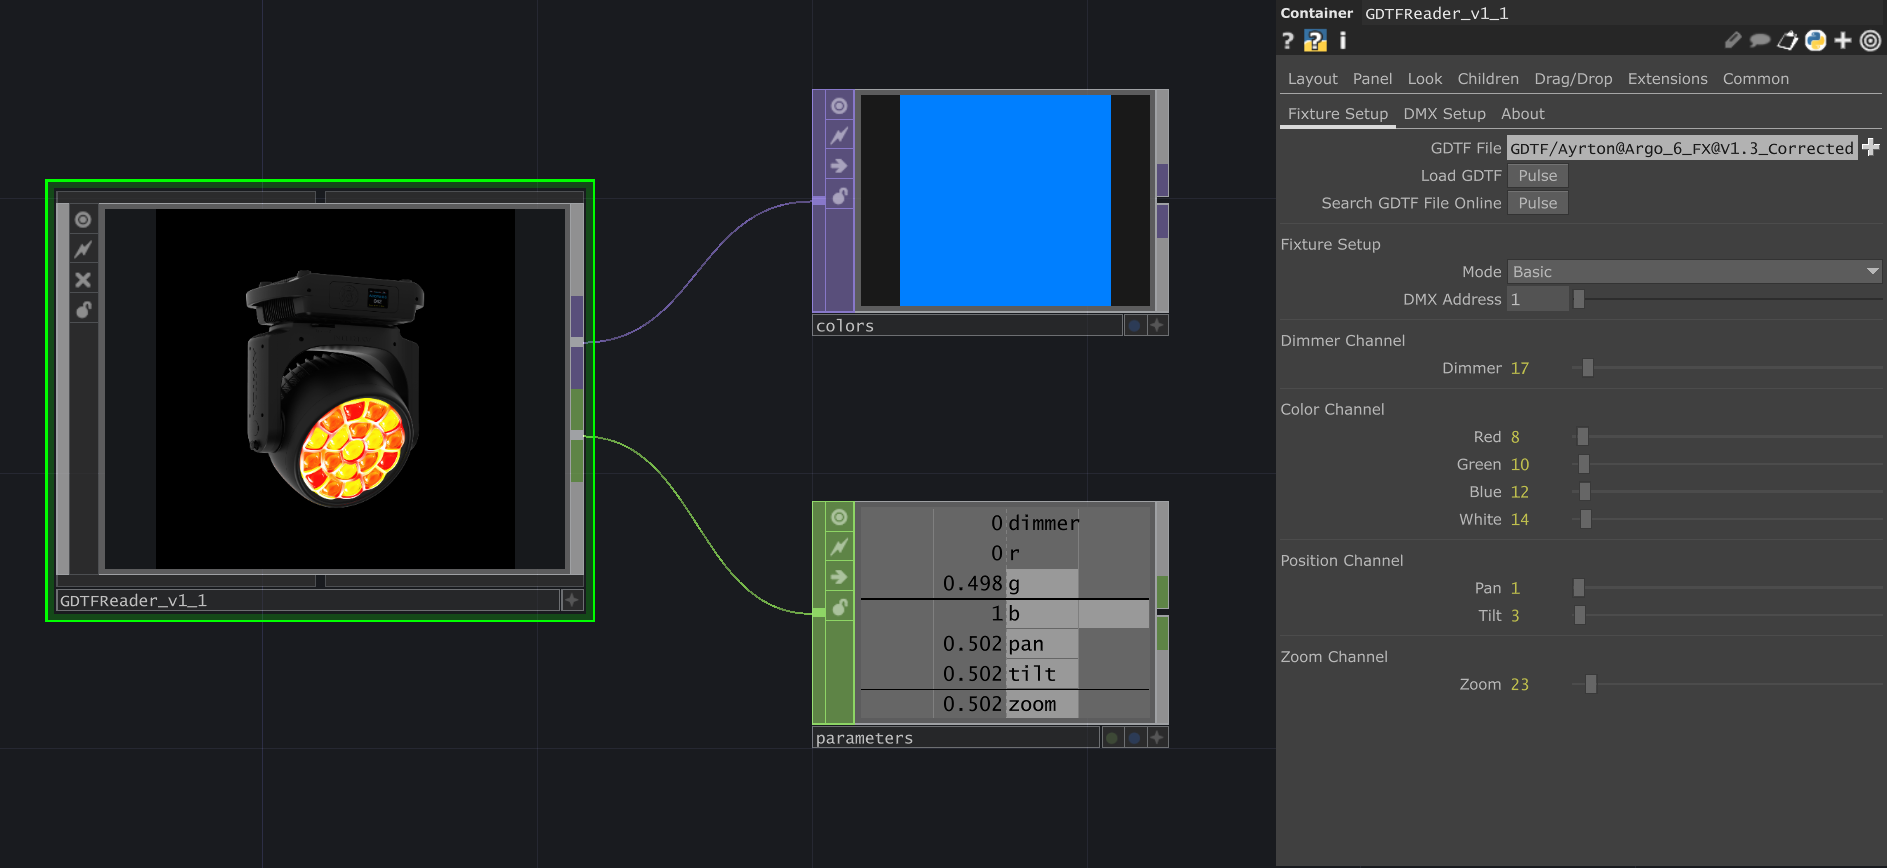 Container GDTFReader_v1_1
? ? i
Layout Panel Look Children Drag/Drop Extensions Common
Fixture Setup DMX Setup About
GDTF File GDTF/Ayrton@Argo_6_FX@V1.3_Corrected
Load GDTF Pulse
Search GDTF File Online Pulse
Fixture Setup
Mode Basic
DMX Address 1
Dimmer Channel
Dimmer 17
Color Channel
Red 8
Green 10
Blue 12
White 14
Position Channel
Pan 1
Tilt 3
Zoom Channel
Zoom 23
GDTFReader_v1_1
colors
0 dimmer
0 r
0.498 g
1 b
0.502 pan
0.502 tilt
0.502 zoom
parameters